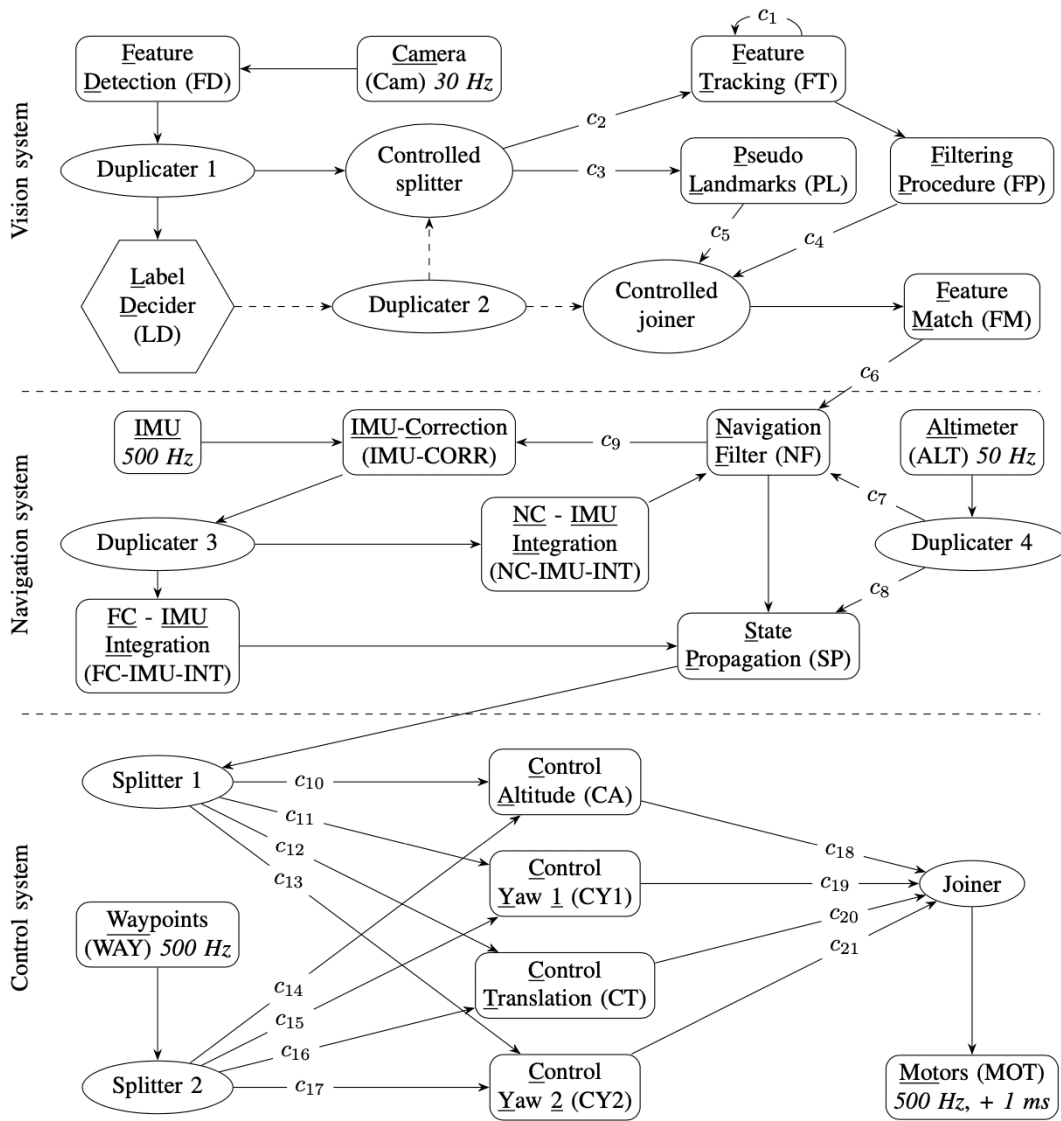 Vision system
c1
Feature
Detection (FD)
Camera
(Cam) 30 Hz
Feature
Tracking (FT)
c2
Duplicater 1
Controlled
splitter
c3
Pseudo
Landmarks (PL)
Filtering
Procedure (FP)
c5
c4
Label
Decider
(LD)
Duplicater 2
Controlled
joiner
Feature
Match (FM)
c6
Navigation system
IMU
500 Hz
IMU-Correction
(IMU-CORR)
c9
Navigation
Filter (NF)
Altimeter
(ALT) 50 Hz
c7
Duplicater 3
NC - IMU
Integration
(NC-IMU-INT)
Duplicater 4
c8
FC - IMU
Integration
(FC-IMU-INT)
State
Propagation (SP)
Control system
Splitter 1
c10
c11
c12
c13
Control
Altitude (CA)
c18
Control
Yaw 1 (CY1)
c19
Joiner
Waypoints
(WAY) 500 Hz
c20
c21
Control
Translation (CT)
c14
c15
c16
Splitter 2
c17
Control
Yaw 2 (CY2)
Motors (MOT)
500 Hz, + 1 ms